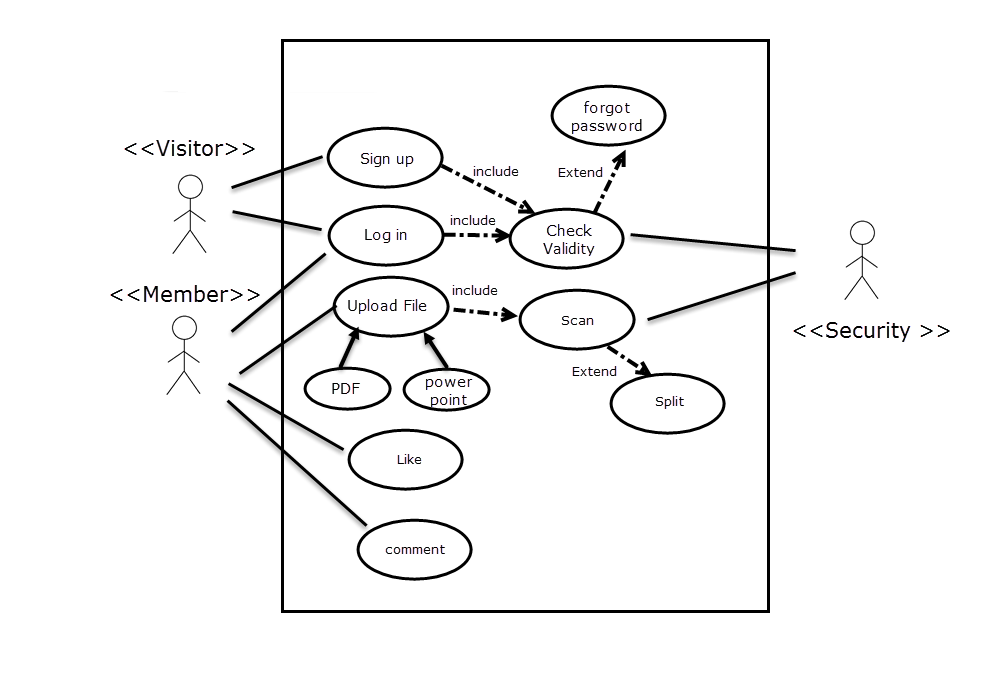 forgot
password
<<Visitor>>
Sign up
include
Extend
include
Log in
Check
Validity
<<Member>>
include
Upload File
Scan
<<Security >>
Extend
PDF
power
point
Split
Like
comment